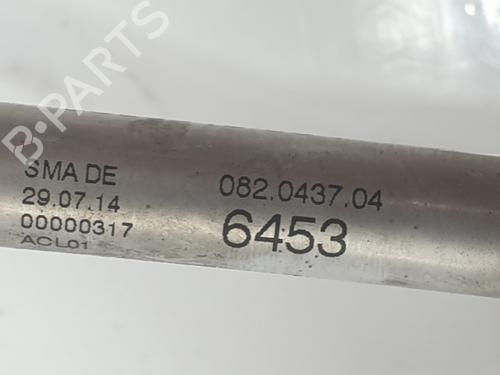 B-PARTS
SMA DE
29.07.14
00000317
ACL01
082.0437.04
6453